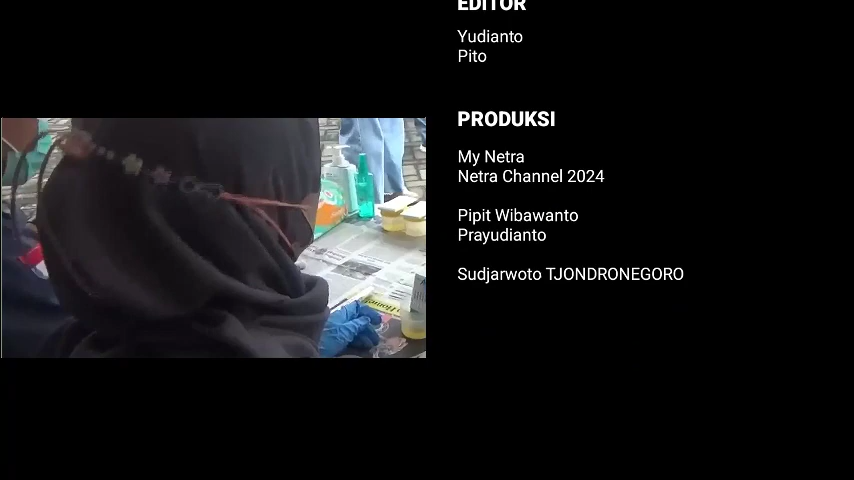 EDITOR
Yudianto
Pito
PRODUKSI
My Netra
Netra Channel 2024
Pipit Wibawanto
Prayudianto
Sudjarwoto TJONDRONEGORO